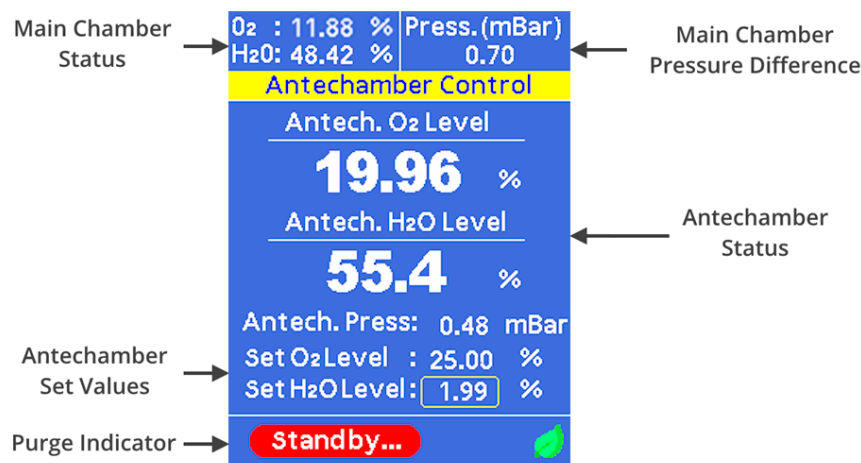 Main Chamber
Status
O₂ : 11.88 % Press.(mBar)
H₂0: 48.42 % 0.70
Main Chamber
Pressure Difference
Antechamber Control
Antech. O₂ Level
19.96 %
Antech. H₂O Level
55.4 %
Antechamber
Status
Antech. Press: 0.48 mBar
Antechamber
Set Values
Set O₂ Level : 25.00 %
Set H₂O Level: 1.99 %
Purge Indicator
Standby...